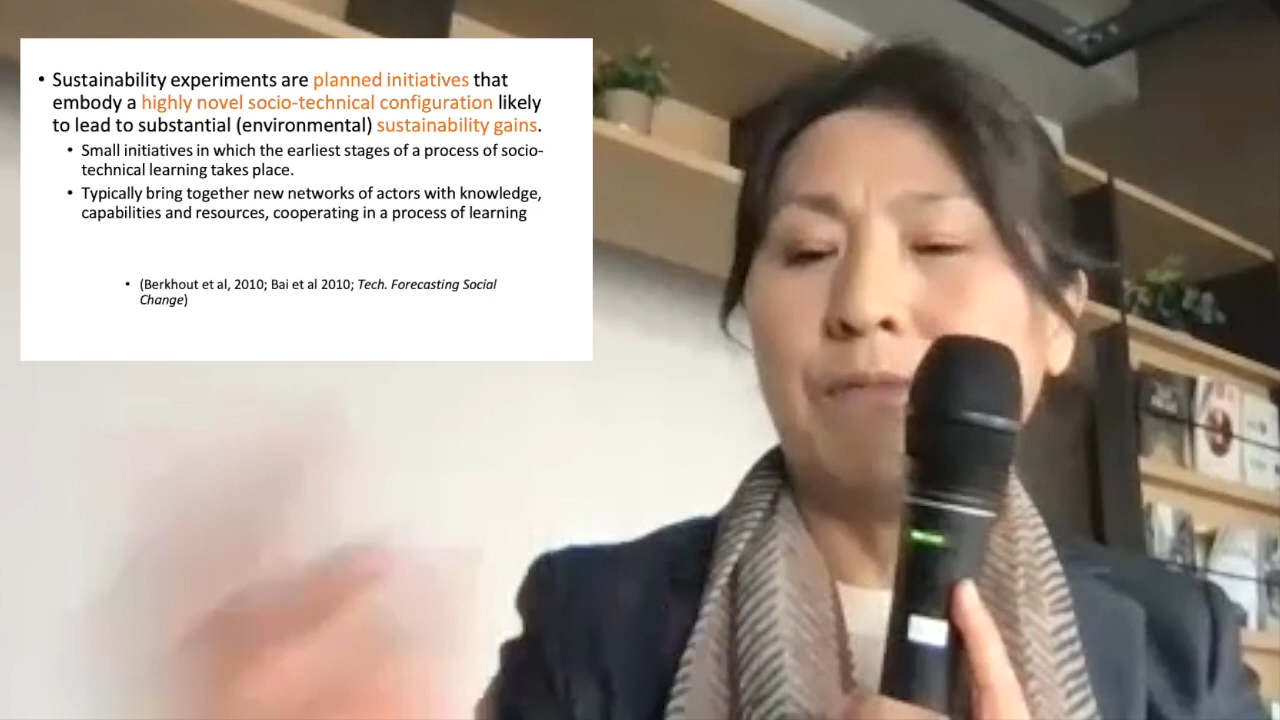 • Sustainability experiments are planned initiatives that
embody a highly novel socio-technical configuration likely
to lead to substantial (environmental) sustainability gains.
• Small initiatives in which the earliest stages of a process of socio-
technical learning takes place.
• Typically bring together new networks of actors with knowledge,
capabilities and resources, cooperating in a process of learning
• (Berkhout et al, 2010; Bai et al 2010; Tech. Forecasting Social
Change)